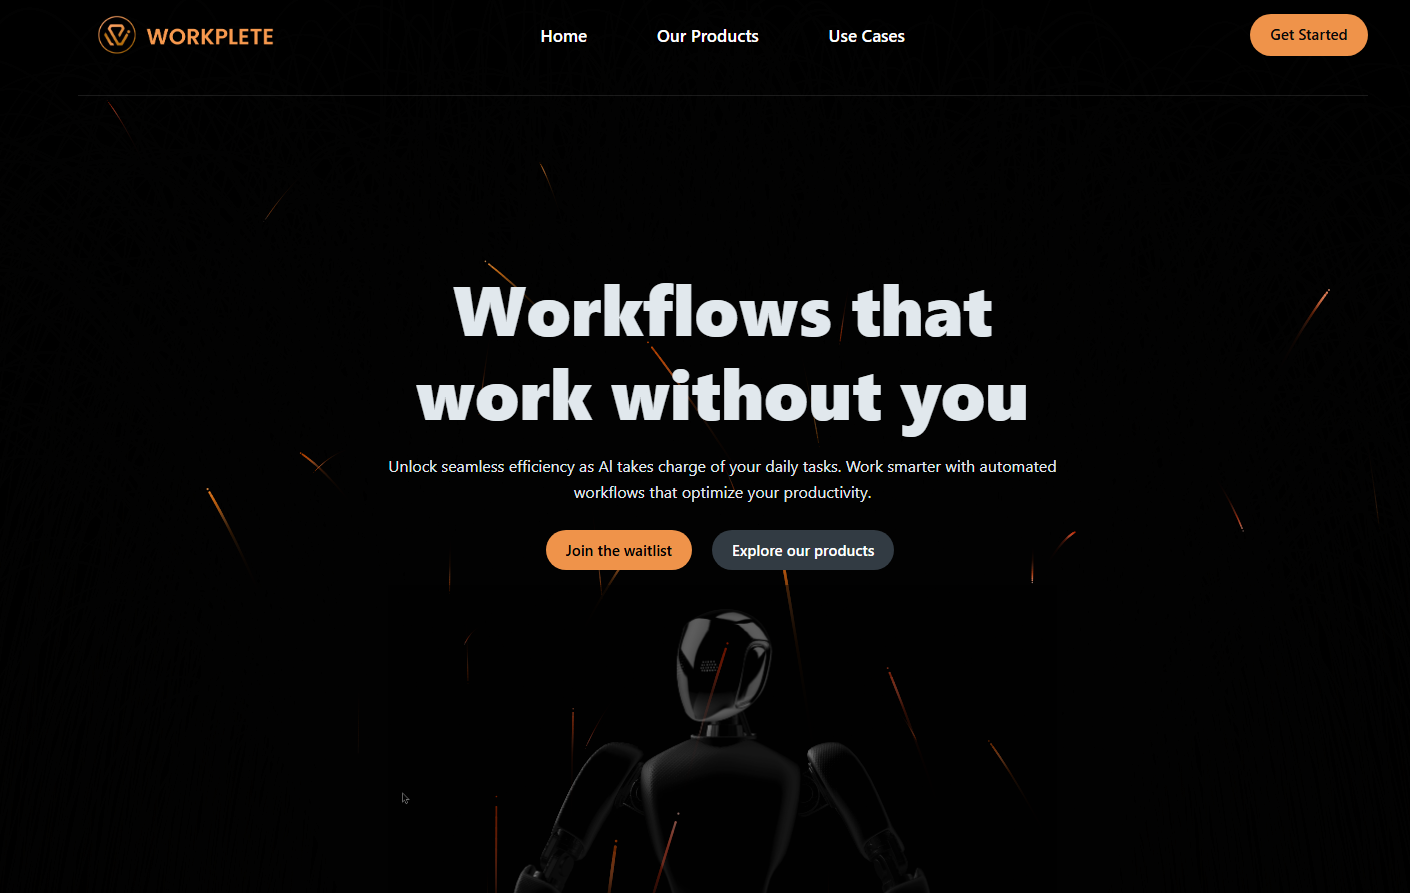 WORKPLETE
Home
Our Products
Use Cases
Get Started
Workflows that
work without you
Unlock seamless efficiency as AI takes charge of your daily tasks. Work smarter with automated
workflows that optimize your productivity.
Join the waitlist
Explore our products